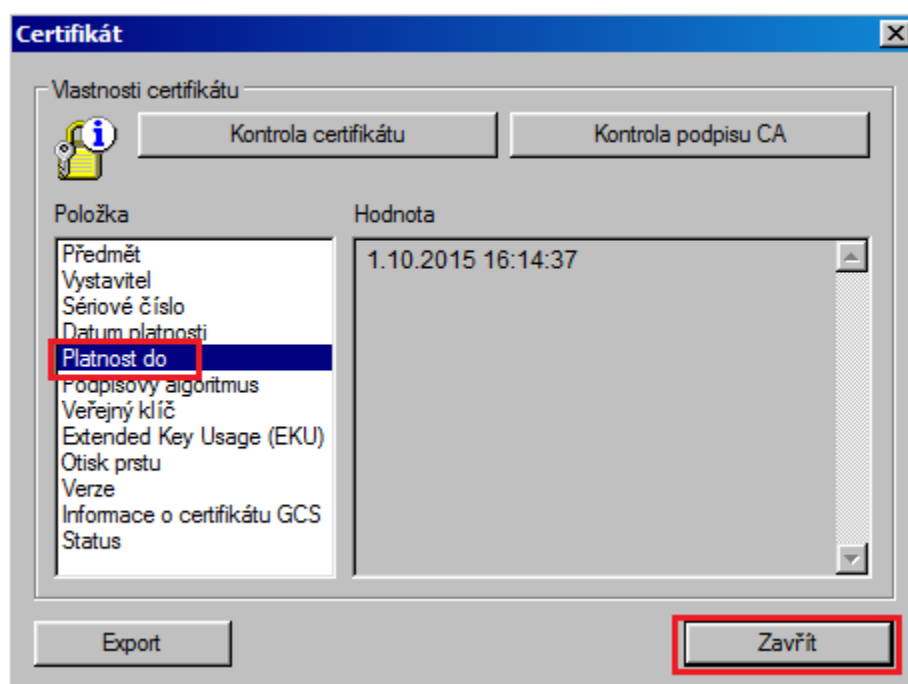 Certifikát
Vlastnosti certifikátu
Kontrola certifikátu
Kontrola podpisu CA
Položka
Hodnota
Předmět
Vystavitel
Sériové číslo
Datum platnosti
Platnost do
Podpisový algoritmus
Veřejný klíč
Extended Key Usage (EKU)
Otisk prstu
Verze
Informace o certifikátu GCS
Status
1.10.2015 16:14:37
Export
Zavřít